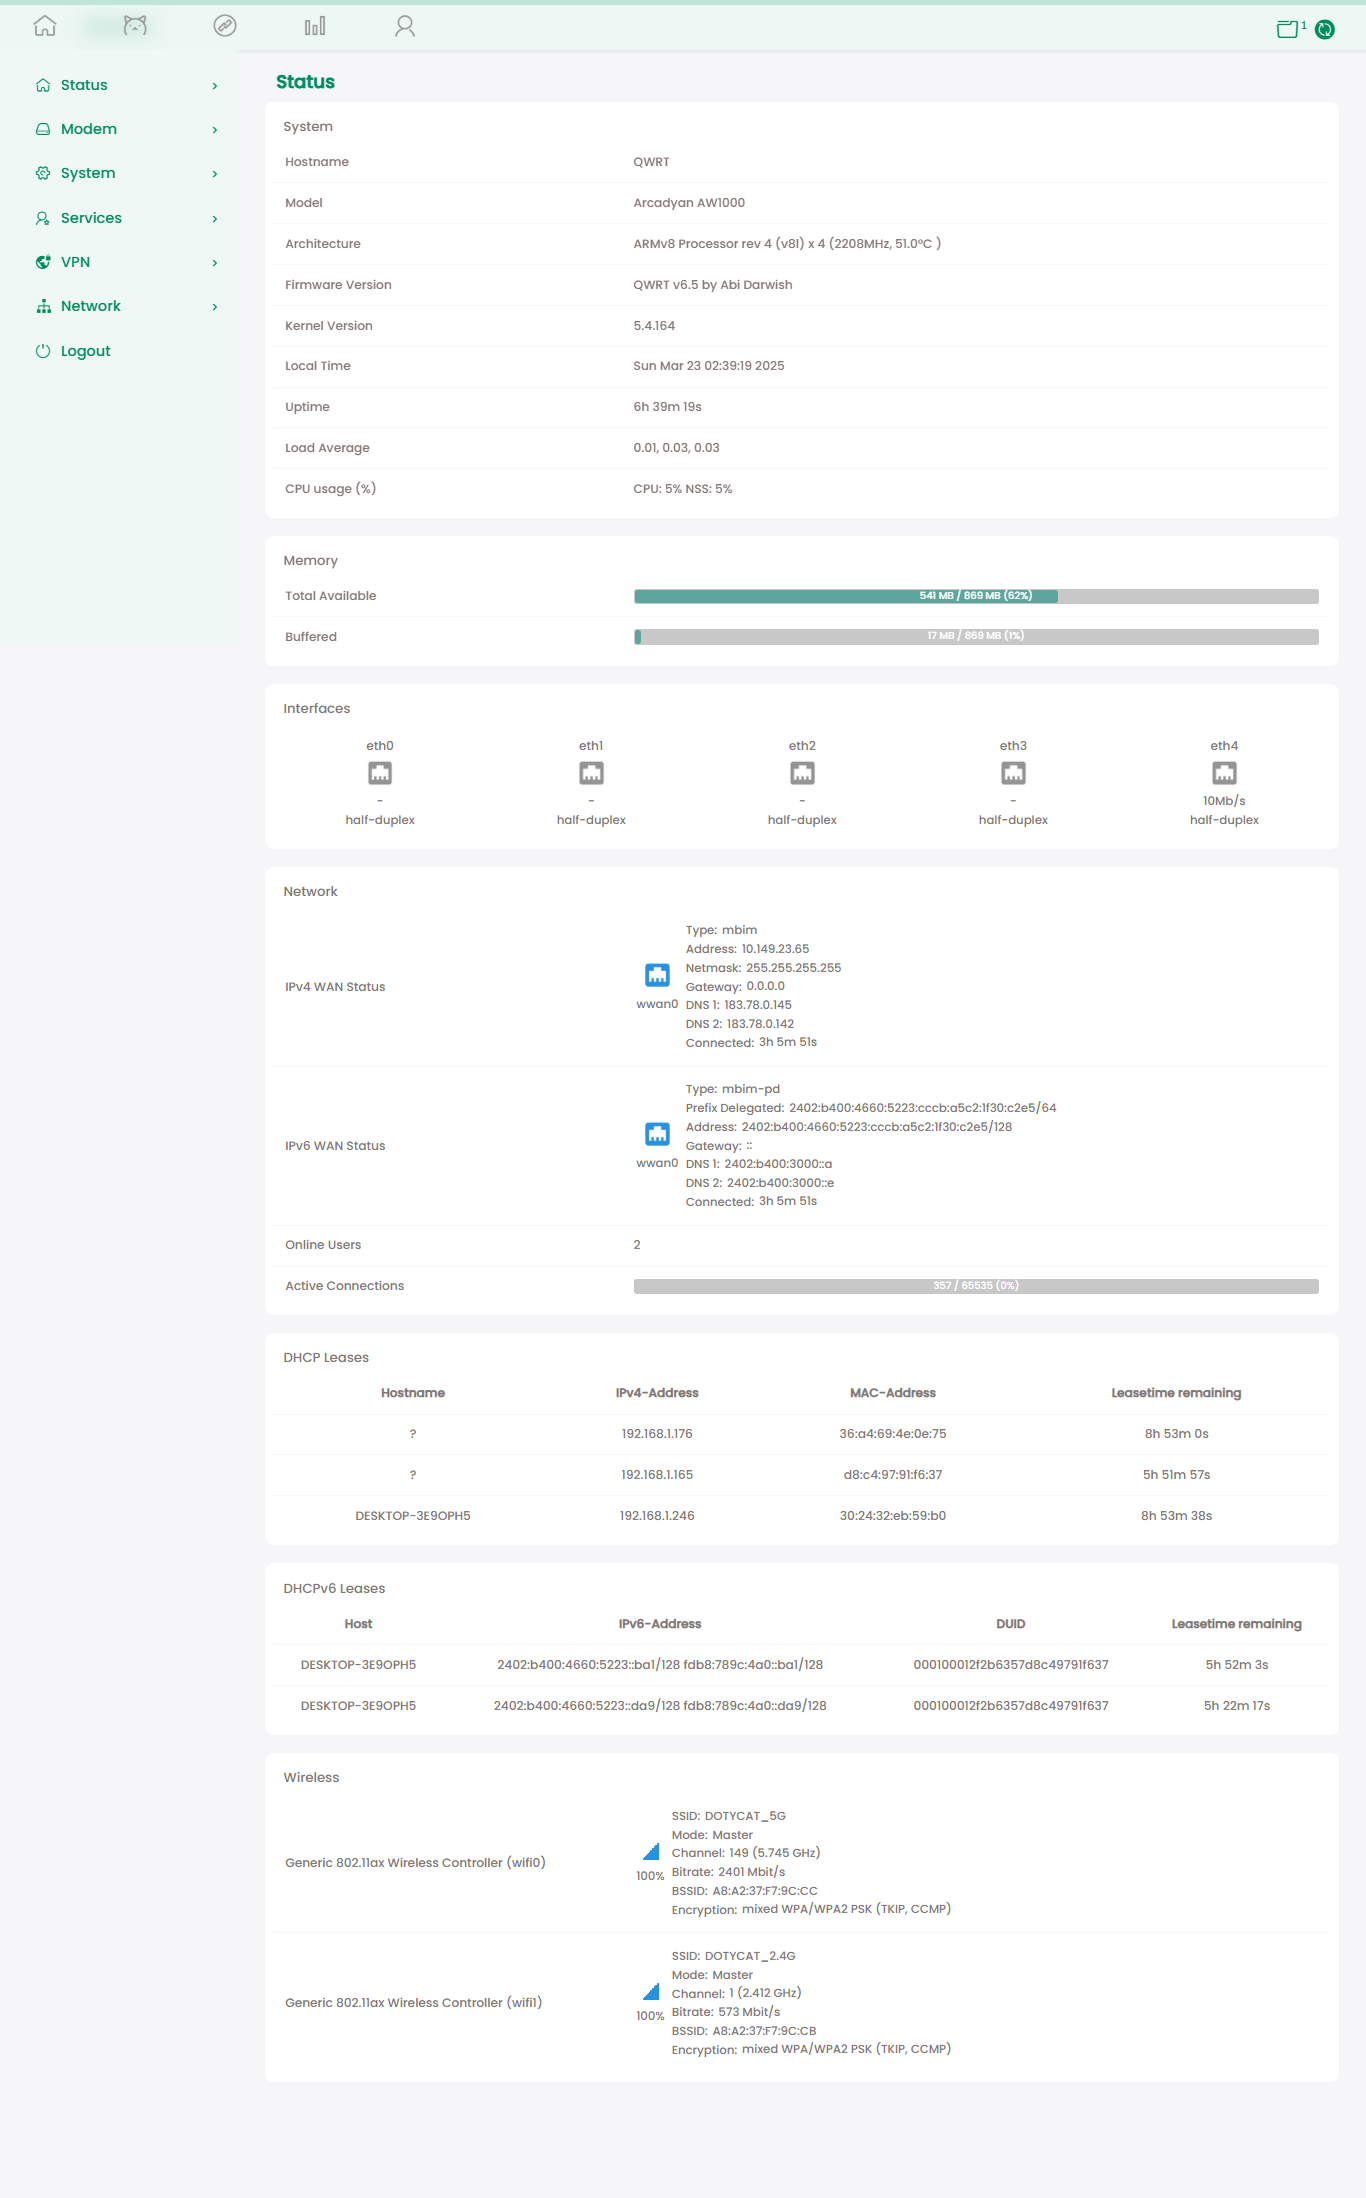 1
Status
Modem
System
Services
VPN
Network
Logout
Status
System
Hostname QWRT
Model Arcadyan AW1000
Architecture ARMv8 Processor rev 4 (v8l) x 4 (2208MHz, 51.0°C )
Firmware Version QWRT v6.5 by Abi Darwish
Kernel Version 5.4.164
Local Time Sun Mar 23 02:39:19 2025
Uptime 6h 39m 19s
Load Average 0.01, 0.03, 0.03
CPU usage (%) CPU: 5% NSS: 5%
Memory
Total Available 541 MB / 869 MB (62%)
Buffered 17 MB / 869 MB (1%)
Interfaces
eth0 eth1 eth2 eth3 eth4
- - - - 10Mb/s
half-duplex half-duplex half-duplex half-duplex half-duplex
Network
IPv4 WAN Status
wwan0
Type: mbim
Address: 10.149.23.65
Netmask: 255.255.255.255
Gateway: 0.0.0.0
DNS 1: 183.78.0.145
DNS 2: 183.78.0.142
Connected: 3h 5m 51s
IPv6 WAN Status
wwan0
Type: mbim-pd
Prefix Delegated: 2402:b400:4660:5223:cccb:a5c2:1f30:c2e5/64
Address: 2402:b400:4660:5223:cccb:a5c2:1f30:c2e5/128
Gateway: ::
DNS 1: 2402:b400:3000::a
DNS 2: 2402:b400:3000::e
Connected: 3h 5m 51s
Online Users 2
Active Connections 357 / 65535 (0%)
DHCP Leases
Hostname IPv4-Address MAC-Address Leasetime remaining
? 192.168.1.176 36:a4:69:4e:0e:75 8h 53m 0s
? 192.168.1.165 d8:c4:97:91:f6:37 5h 51m 57s
DESKTOP-3E9OPH5 192.168.1.246 30:24:32:eb:59:b0 8h 53m 38s
DHCPv6 Leases
Host IPv6-Address DUID Leasetime remaining
DESKTOP-3E9OPH5 2402:b400:4660:5223::ba1/128 fdb8:789c:4a0::ba1/128 000100012f2b6357d8c49791f637 5h 52m 3s
DESKTOP-3E9OPH5 2402:b400:4660:5223::da9/128 fdb8:789c:4a0::da9/128 000100012f2b6357d8c49791f637 5h 22m 17s
Wireless
Generic 802.11ax Wireless Controller (wifi0)
100%
SSID: DOTYCAT_5G
Mode: Master
Channel: 149 (5.745 GHz)
Bitrate: 2401 Mbit/s
BSSID: A8:A2:37:F7:9C:CC
Encryption: mixed WPA/WPA2 PSK (TKIP, CCMP)
Generic 802.11ax Wireless Controller (wifi1)
100%
SSID: DOTYCAT_2.4G
Mode: Master
Channel: 1 (2.412 GHz)
Bitrate: 573 Mbit/s
BSSID: A8:A2:37:F7:9C:CB
Encryption: mixed WPA/WPA2 PSK (TKIP, CCMP)